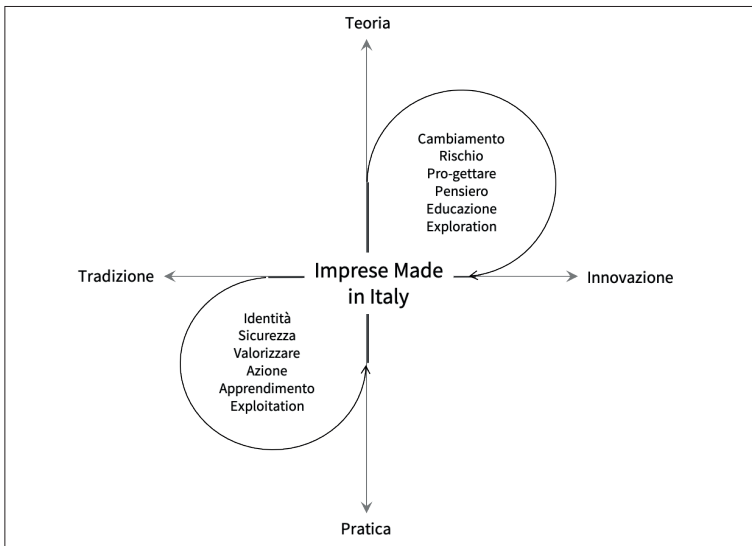 Teoria
Cambiamento
Rischio
Pro-gettare
Pensiero
Educazione
Exploration
Tradizione
Imprese Made
in Italy
Innovazione
Identità
Sicurezza
Valorizzare
Azione
Apprendimento
Exploitation
Pratica